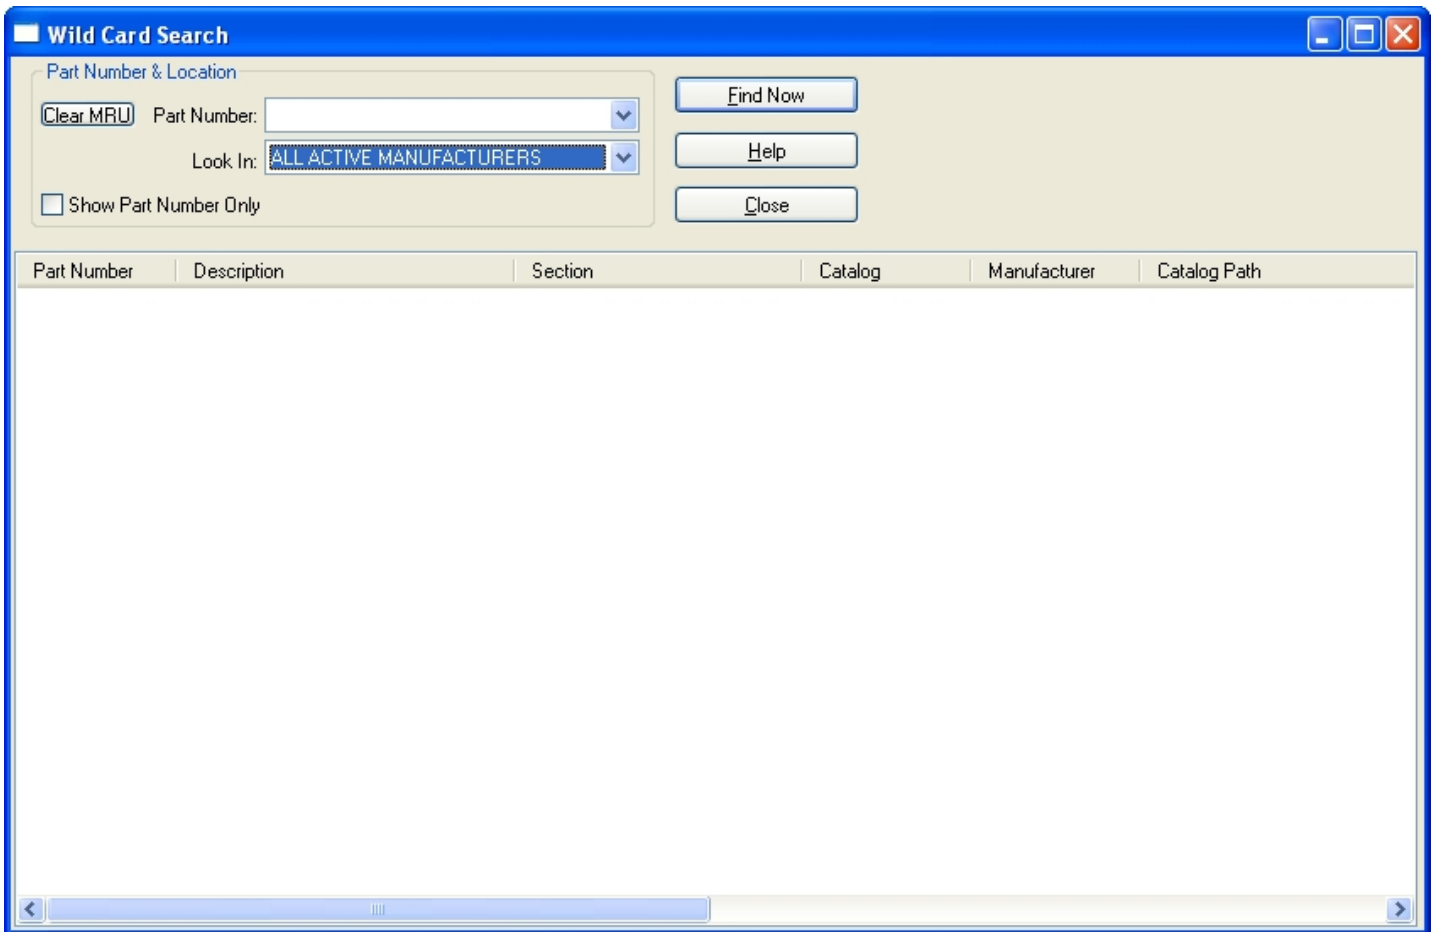 Wild Card Search
Part Number & Location
Clear MRU Part Number:
Find Now
Look In: ALL ACTIVE MANUFACTURERS
Help
Show Part Number Only
Close
Part Number Description Section Catalog Manufacturer Catalog Path